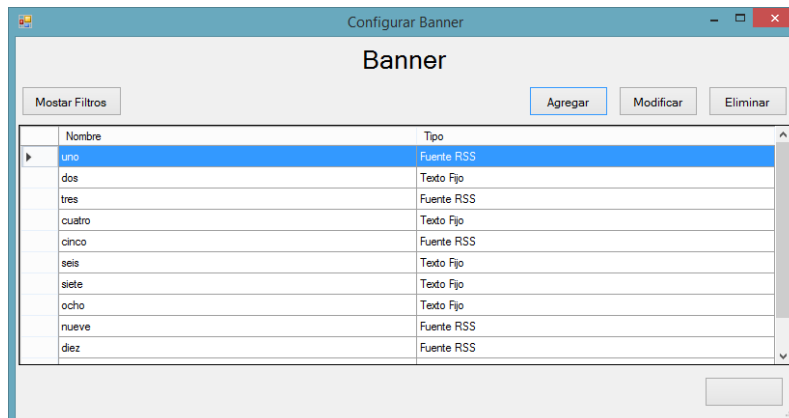 Configurar Banner
Banner
Mostar Filtros Agregar Modificar Eliminar
Nombre Tipo
uno Fuente RSS
dos Texto Fijo
tres Fuente RSS
cuatro Texto Fijo
cinco Fuente RSS
seis Texto Fijo
siete Texto Fijo
ocho Texto Fijo
nueve Fuente RSS
diez Fuente RSS